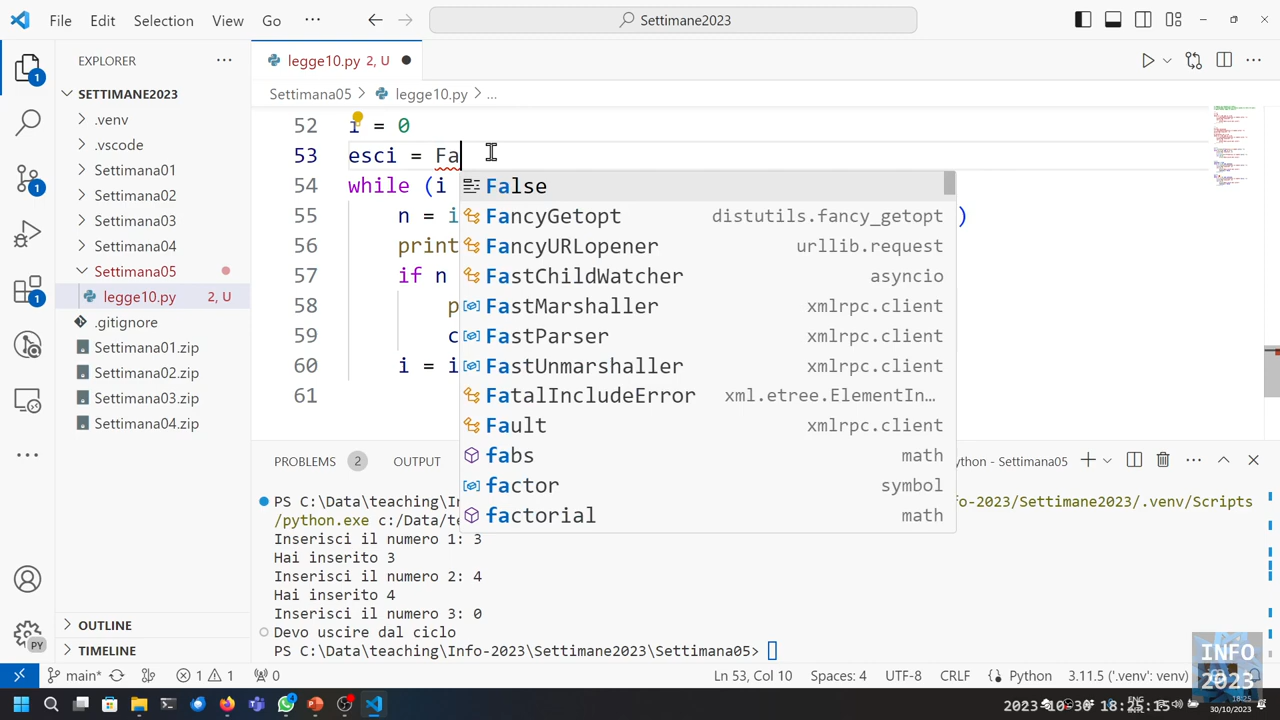 File Edit Selection View Go ··· Settimane2023
EXPLORER ···
SETTIMANE2023
.venv
.vscode
Settimana01
Settimana02
Settimana03
Settimana04
Settimana05
legge10.py 2, U
.gitignore
Settimana01.zip
Settimana02.zip
Settimana03.zip
Settimana04.zip
OUTLINE
TIMELINE
legge10.py 2, U
Settimana05 > legge10.py > ...
52 i = 0
53 esci = Fa
54 while (i
55 n = i )
56 print
57 if n
58 p
59 c
60 i = i
61
False
FancyGetopt distutils.fancy_getopt
FancyURLopener urllib.request
FastChildWatcher asyncio
FastMarshaller xmlrpc.client
FastParser xmlrpc.client
FastUnmarshaller xmlrpc.client
FatalIncludeError xml.etree.ElementIn…
Fault xmlrpc.client
fabs math
factor symbol
factorial math
PROBLEMS 2 OUTPUT ython - Settimana05
PS C:\Data\teaching\In fo-2023/Settimane2023/.venv/Scripts
/python.exe c:/Data/te
Inserisci il numero 1: 3
Hai inserito 3
Inserisci il numero 2: 4
Hai inserito 4
Inserisci il numero 3: 0
Devo uscire dal ciclo
PS C:\Data\teaching\Info-2023\Settimane2023\Settimana05>
main* 1 1 0 Ln 53, Col 10 Spaces: 4 UTF-8 CRLF Python 3.11.5 ('.venv': venv)
INFO
2023
ENG
18:25
30/10/2023